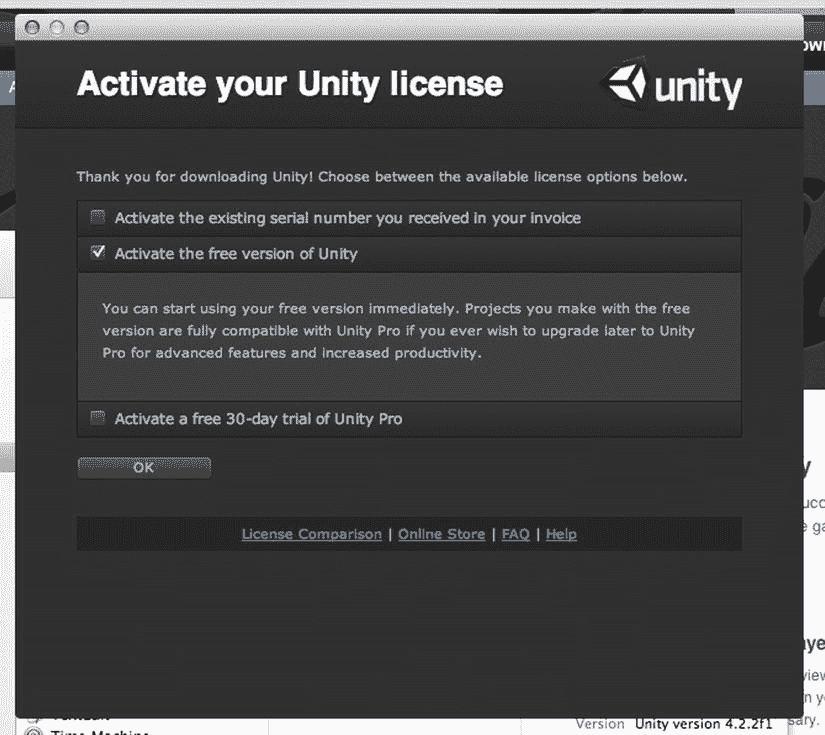 Activate your Unity license
unity
Thank you for downloading Unity! Choose between the available license options below.
Activate the existing serial number you received in your invoice
Activate the free version of Unity
You can start using your free version immediately. Projects you make with the free
version are fully compatible with Unity Pro if you ever wish to upgrade later to Unity
Pro for advanced features and increased productivity.
Activate a free 30-day trial of Unity Pro
OK
License Comparison | Online Store | FAQ | Help
Version Unity version 4.2.2f1
Time Machine